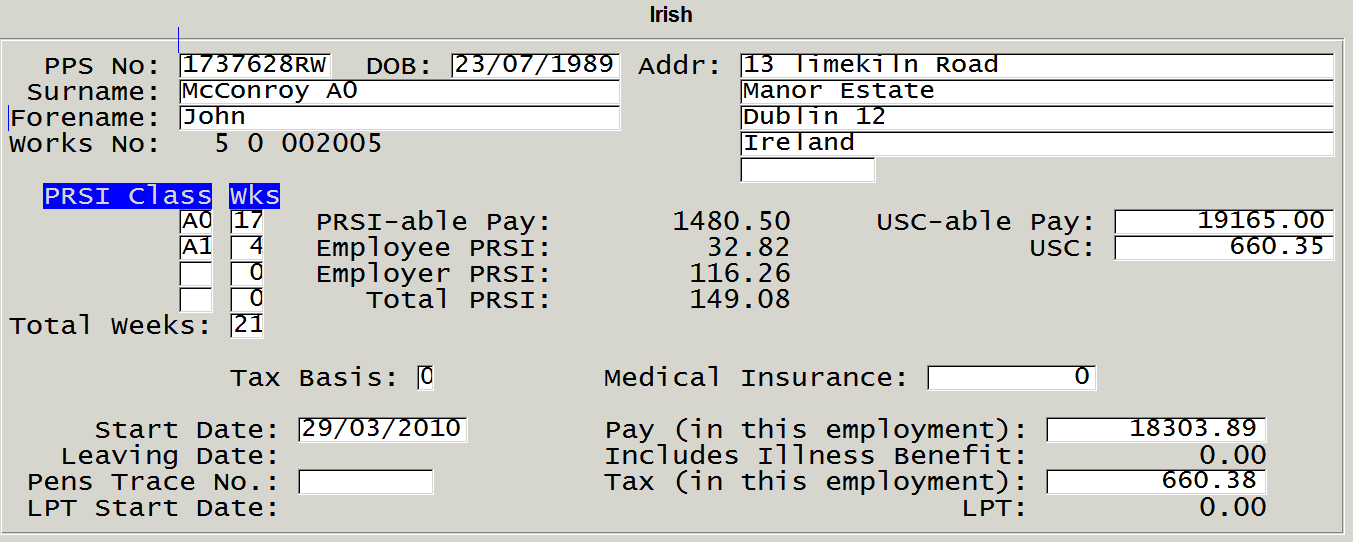 Irish
PPS No: 1737628RW DOB: 23/07/1989 Addr: 13 limekiln Road
Surname: McConroy A0 Manor Estate
Forename: John Dublin 12
Works No: 5 0 002005 Ireland
PRSI Class Wks
A0 17 PRSI-able Pay: 1480.50 USC-able Pay: 19165.00
A1 4 Employee PRSI: 32.82 USC: 660.35
0 Employer PRSI: 116.26
0 Total PRSI: 149.08
Total Weeks: 21
Tax Basis: 0 Medical Insurance: 0
Start Date: 29/03/2010 Pay (in this employment): 18303.89
Leaving Date: Includes Illness Benefit: 0.00
Pens Trace No.: Tax (in this employment): 660.38
LPT Start Date: LPT: 0.00